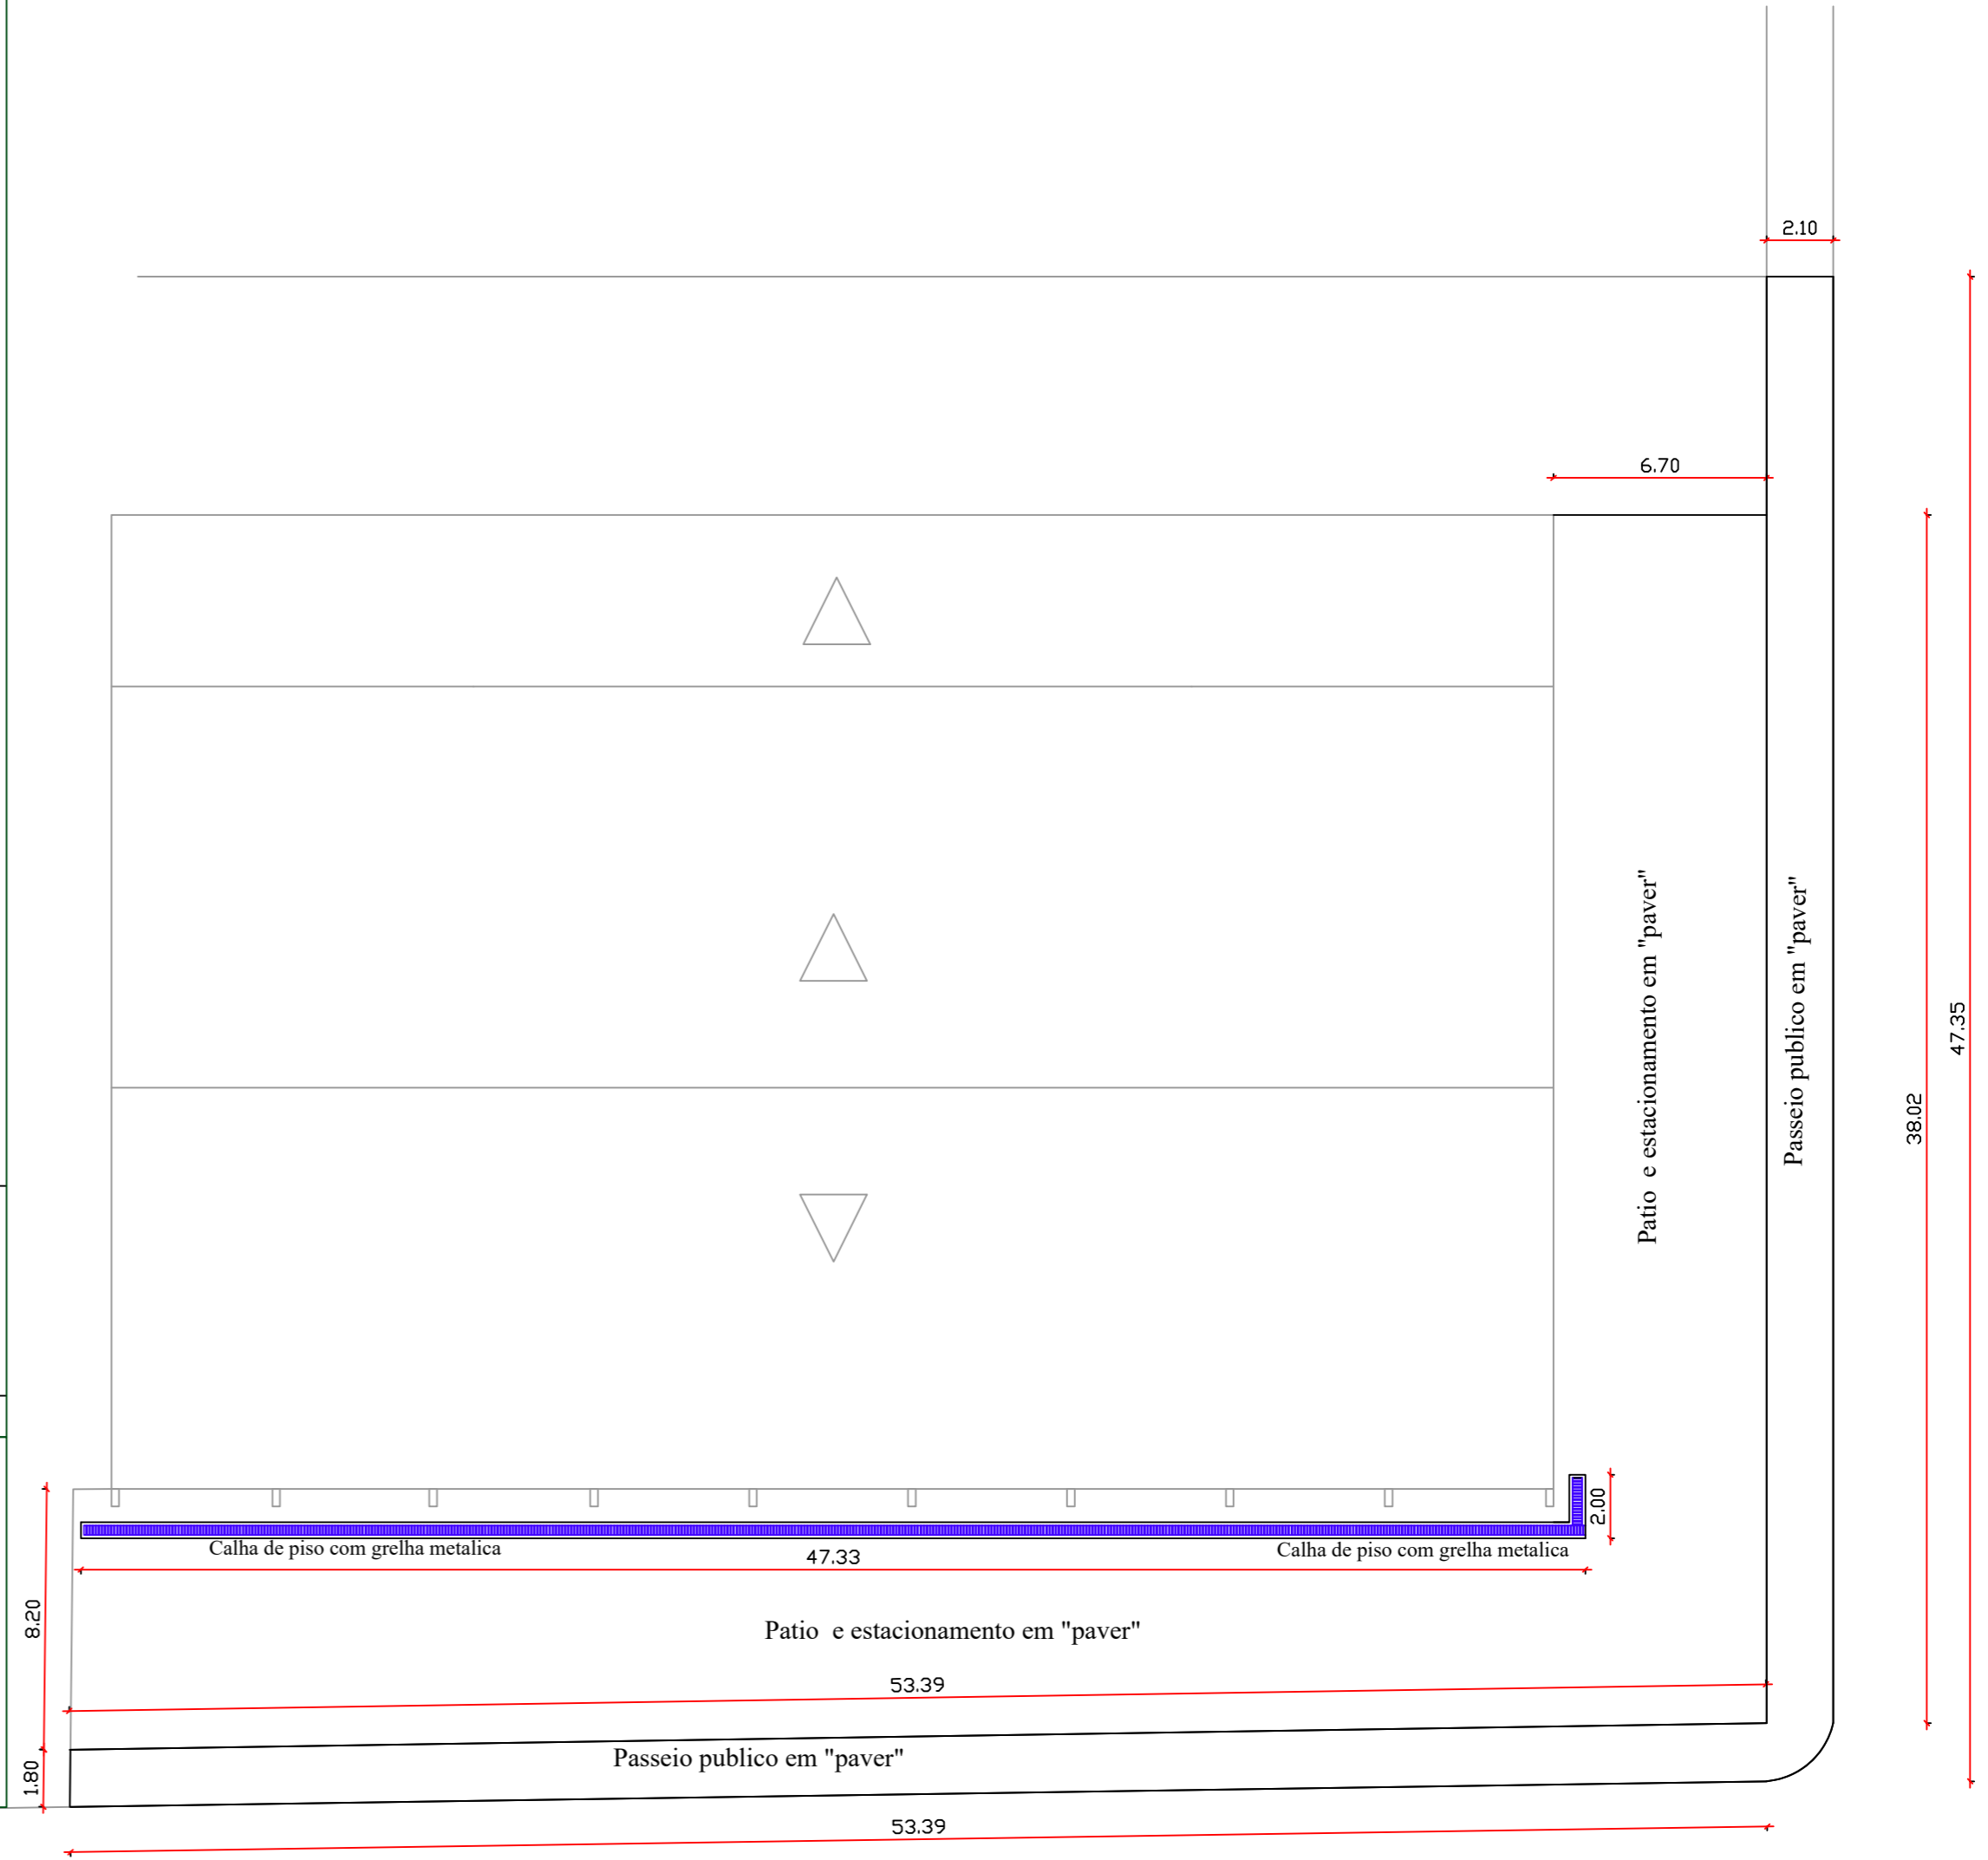 2.10
6.70
Patio  e estacionamento em "paver"
Passeio publico em "paver"
47.35
38.02
2.00
Calha de piso com grelha metalica
47.33
Calha de piso com grelha metalica
8.20
Patio  e estacionamento em "paver"
53.39
Passeio publico em "paver"
1.80
53.39